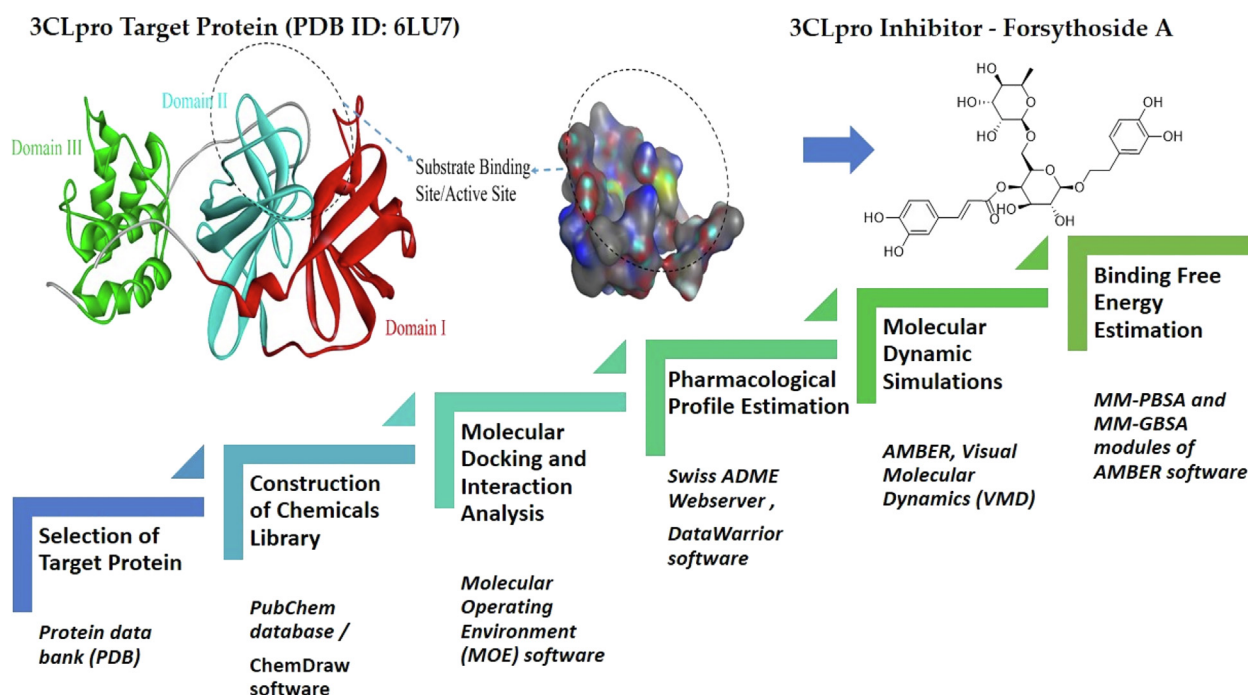 3CLpro Target Protein (PDB ID: 6LU7)
3CLpro Inhibitor - Forsythoside A
Domain II
Domain III
Substrate Binding
Site/Active Site
Domain I
OH
HO
HO
OH
O
O
O
OH
OH
O
O
O
O
HO
OH
HO
HO
Selection of
Target Protein
Protein data
bank (PDB)
Construction
of Chemicals
Library
PubChem
database /
ChemDraw
software
Molecular
Docking and
Interaction
Analysis
Molecular
Operating
Environment
(MOE) software
Pharmacological
Profile Estimation
Swiss ADME
Webserver ,
DataWarrior
software
Molecular
Dynamic
Simulations
AMBER, Visual
Molecular
Dynamics (VMD)
Binding Free
Energy
Estimation
MM-PBSA and
MM-GBSA
modules of
AMBER software